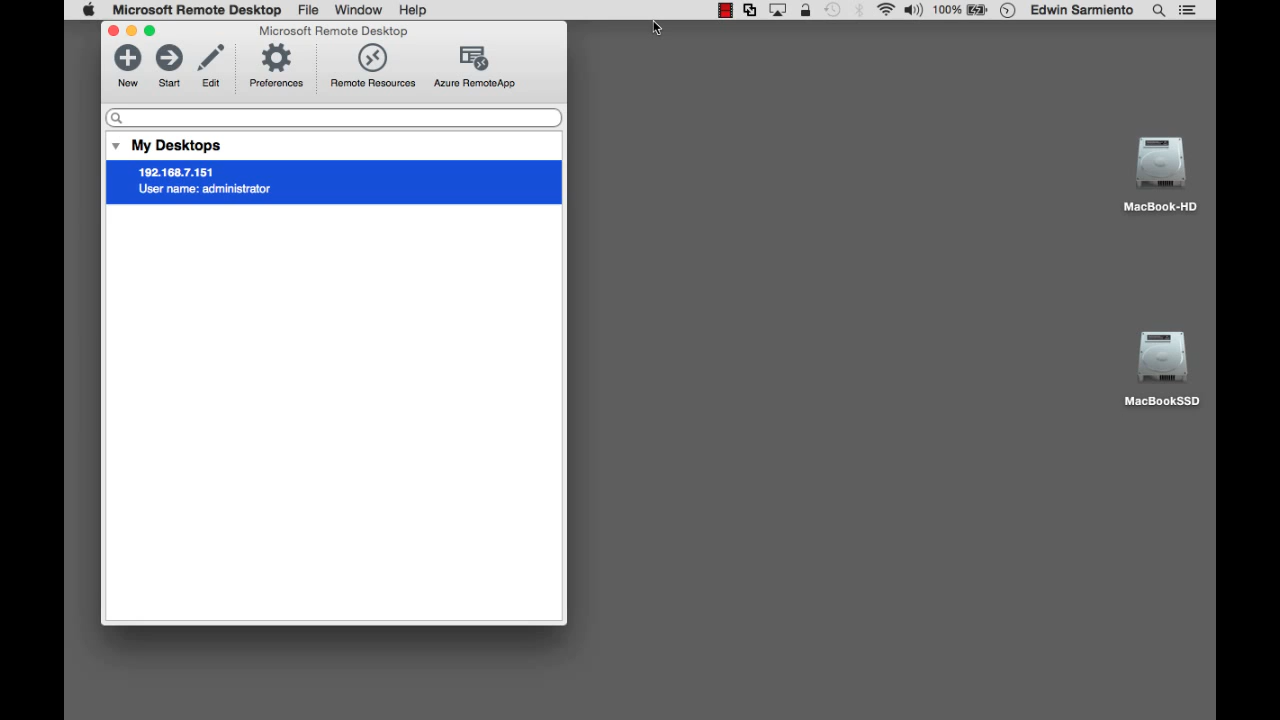 Microsoft Remote Desktop File Window Help 100% Edwin Sarmiento
Microsoft Remote Desktop
New Start Edit Preferences Remote Resources Azure RemoteApp
My Desktops
192.168.7.151
User name: administrator
MacBook-HD
MacBookSSD